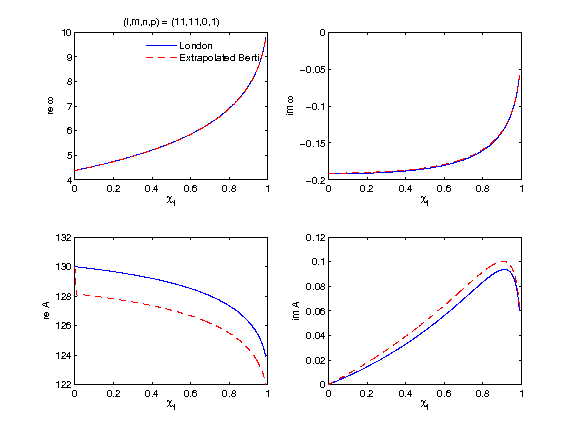 (l,m,n,p) = (11,11,0,1)
London
Extrapolated Berti
re ω
10
9
8
7
6
5
4
0 0.2 0.4 0.6 0.8 1
χf
im ω
0
−0.05
−0.1
−0.15
−0.2
0 0.2 0.4 0.6 0.8 1
χf
re A
132
130
128
126
124
122
0 0.2 0.4 0.6 0.8 1
χf
im A
0.12
0.1
0.08
0.06
0.04
0.02
0
0 0.2 0.4 0.6 0.8 1
χf